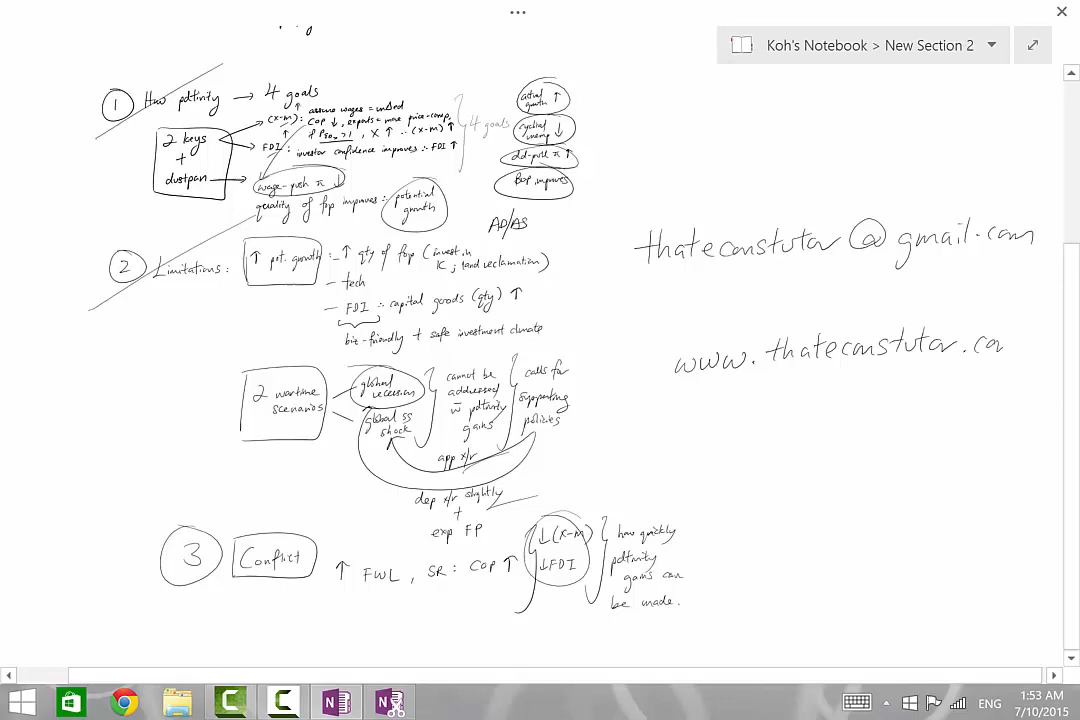 Koh's Notebook > New Section 2
1 How pdtivity → 4 goals
2 keys
+
dustpan
(x-m): ↑ assume wages = unΔed
COP ↓, exports = more price-comp,
↑ if PEDx >1, X ↑ ∴ (x-m) ↑
FDI : investor confidence improves ∴ FDI ↑
4 goals
wage-push π ↓
quality of fop improves ∴ potential
growth
actual
growth ↑
cyclical
unemp ↓
dd-pull π ↑
BOP improves
AD/AS
2 Limitations:
↑ pot. growth : - ↑ qty of fop (invest in
K ; land reclamation)
- tech
- FDI ∴ capital goods (qty) ↑
biz-friendly + safe investment climate
2 wartime
scenarios
global
recession
global ss
shock
cannot be
addressed
w pdtivity
gains
calls for
supporting
policies
app x/r
dep x/r slightly
+
exp FP
3 Conflict
↑ FWL , SR : COP ↑
↓(x-m)
↓FDI
how quickly
pdtivity
gains can
be made.
thateconstutor@gmail.com
www.thateconstutor.co
ENG
1:53 AM
7/10/2015